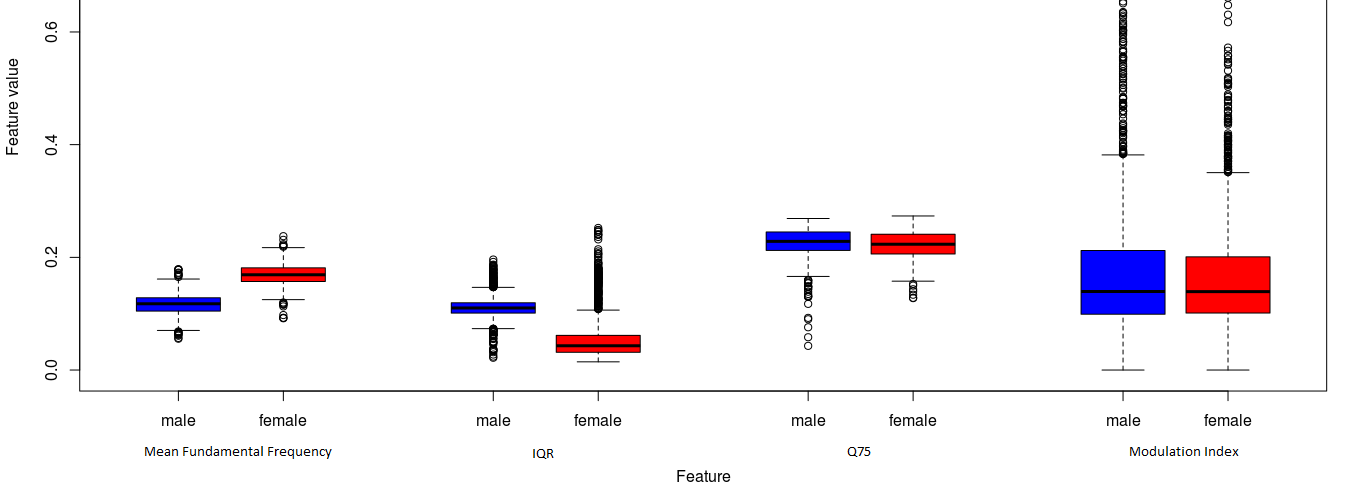 0.6
0.4
0.2
0.0
Feature value
male female male female male female male female
Mean Fundamental Frequency IQR Q75 Modulation Index
Feature